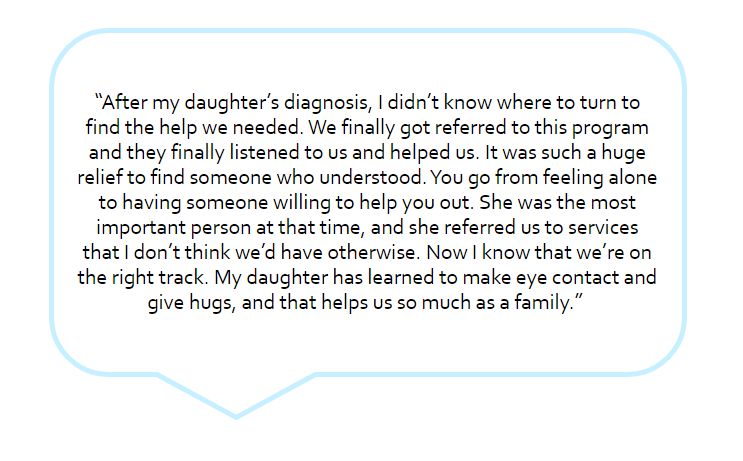 “After my daughter’s diagnosis, I didn’t know where to turn to
find the help we needed. We finally got referred to this program
and they finally listened to us and helped us. It was such a huge
relief to find someone who understood. You go from feeling alone
to having someone willing to help you out. She was the most
important person at that time, and she referred us to services
that I don’t think we’d have otherwise. Now I know that we’re on
the right track. My daughter has learned to make eye contact and
give hugs, and that helps us so much as a family.”